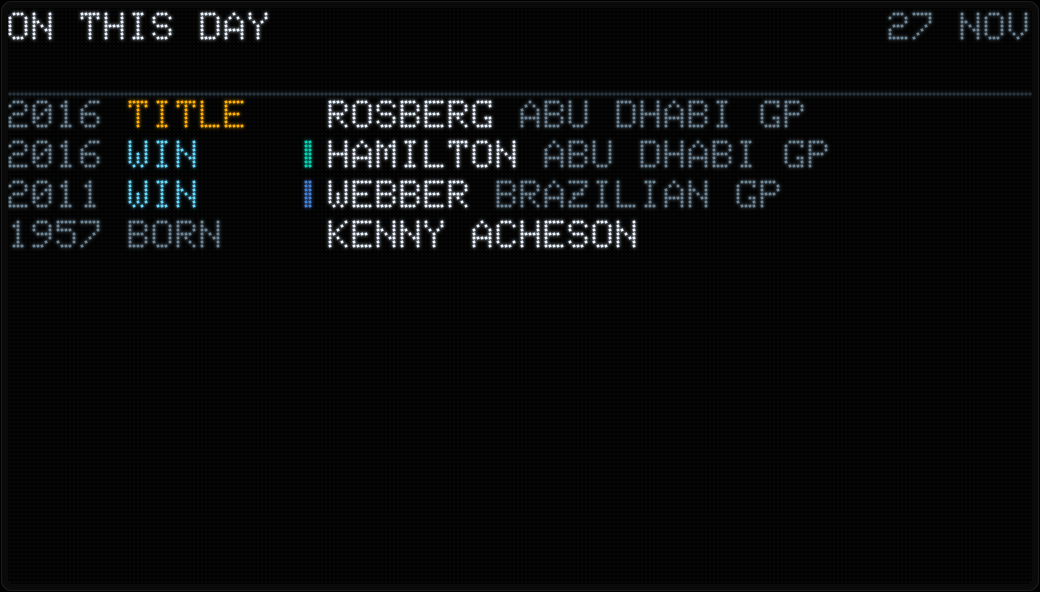 ON THIS DAY 27 NOV
2016 TITLE ROSBERG ABU DHABI GP
2016 WIN HAMILTON ABU DHABI GP
2011 WIN WEBBER BRAZILIAN GP
1957 BORN KENNY ACHESON